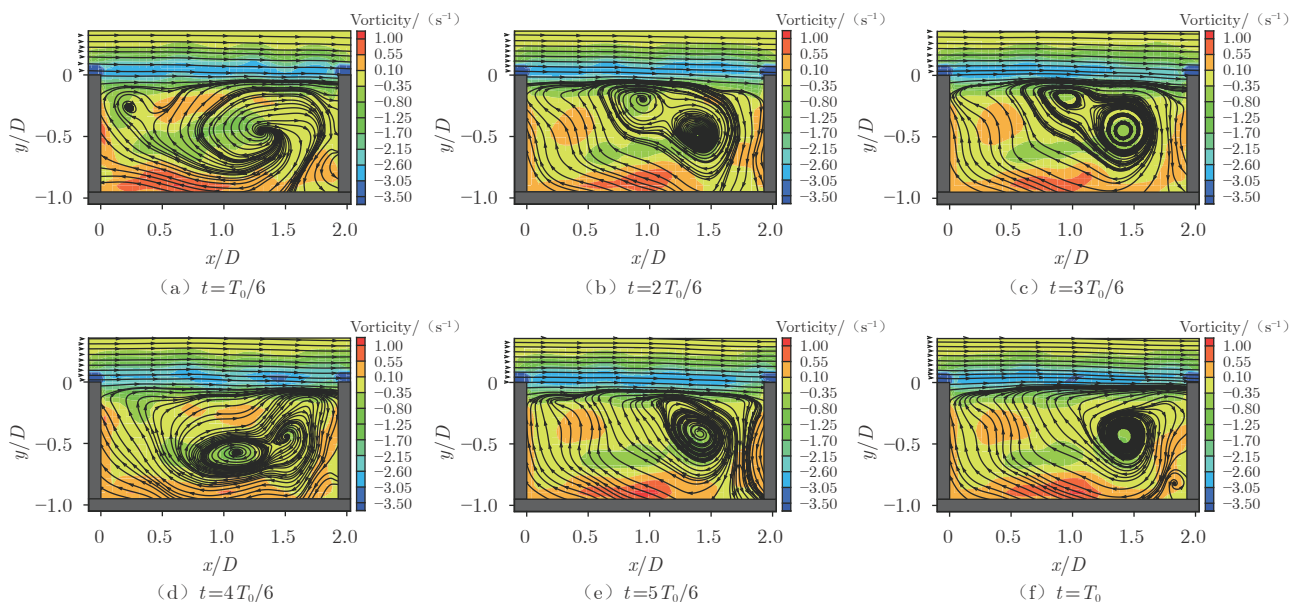 Vorticity/（s⁻¹）
1.00
0.55
0.10
−0.35
−0.80
−1.25
−1.70
−2.15
−2.60
−3.05
−3.50
0
−0.5
−1.0
y/D
0 0.5 1.0 1.5 2.0
x/D
（a）t=T₀/6
Vorticity/（s⁻¹）
1.00
0.55
0.10
−0.35
−0.80
−1.25
−1.70
−2.15
−2.60
−3.05
−3.50
0
−0.5
−1.0
y/D
0 0.5 1.0 1.5 2.0
x/D
（b）t=2T₀/6
Vorticity/（s⁻¹）
1.00
0.55
0.10
−0.35
−0.80
−1.25
−1.70
−2.15
−2.60
−3.05
−3.50
0
−0.5
−1.0
y/D
0 0.5 1.0 1.5 2.0
x/D
（c）t=3T₀/6
Vorticity/（s⁻¹）
1.00
0.55
0.10
−0.35
−0.80
−1.25
−1.70
−2.15
−2.60
−3.05
−3.50
0
−0.5
−1.0
y/D
0 0.5 1.0 1.5 2.0
x/D
（d）t=4T₀/6
Vorticity/（s⁻¹）
1.00
0.55
0.10
−0.35
−0.80
−1.25
−1.70
−2.15
−2.60
−3.05
−3.50
0
−0.5
−1.0
y/D
0 0.5 1.0 1.5 2.0
x/D
（e）t=5T₀/6
Vorticity/（s⁻¹）
1.00
0.55
0.10
−0.35
−0.80
−1.25
−1.70
−2.15
−2.60
−3.05
−3.50
0
−0.5
−1.0
y/D
0 0.5 1.0 1.5 2.0
x/D
（f）t=T₀